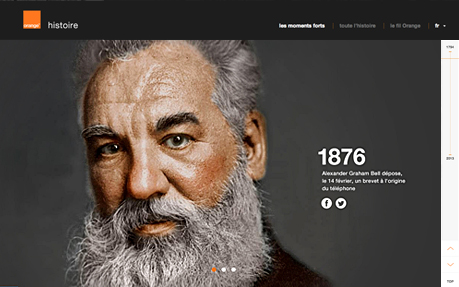 orange
histoire
les moments forts
toute l'histoire
le fil Orange
fr
1794
2013
1876
Alexander Graham Bell dépose,
le 14 février, un brevet à l'origine
du téléphone
TOP